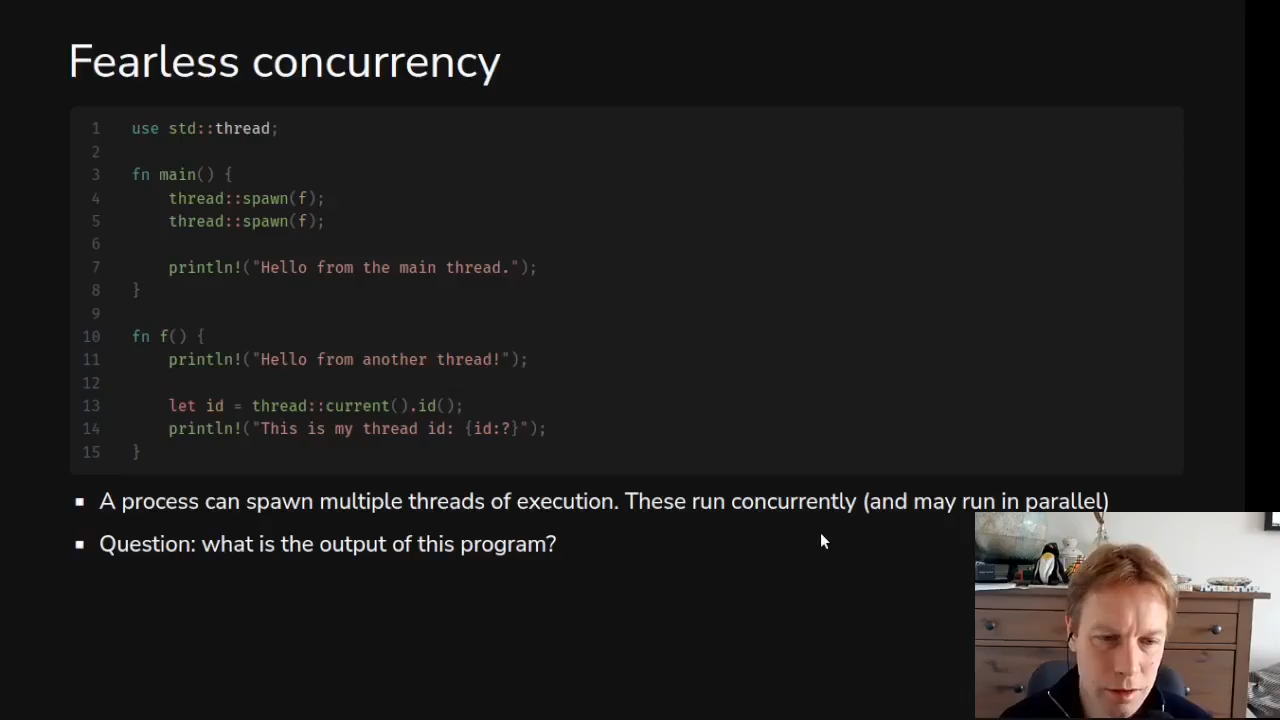 Fearless concurrency
1 use std::thread;
2
3 fn main() {
4     thread::spawn(f);
5     thread::spawn(f);
6
7     println!("Hello from the main thread.");
8 }
9
10 fn f() {
11     println!("Hello from another thread!");
12
13     let id = thread::current().id();
14     println!("This is my thread id: {id:?}");
15 }
▪ A process can spawn multiple threads of execution. These run concurrently (and may run in parallel)
▪ Question: what is the output of this program?